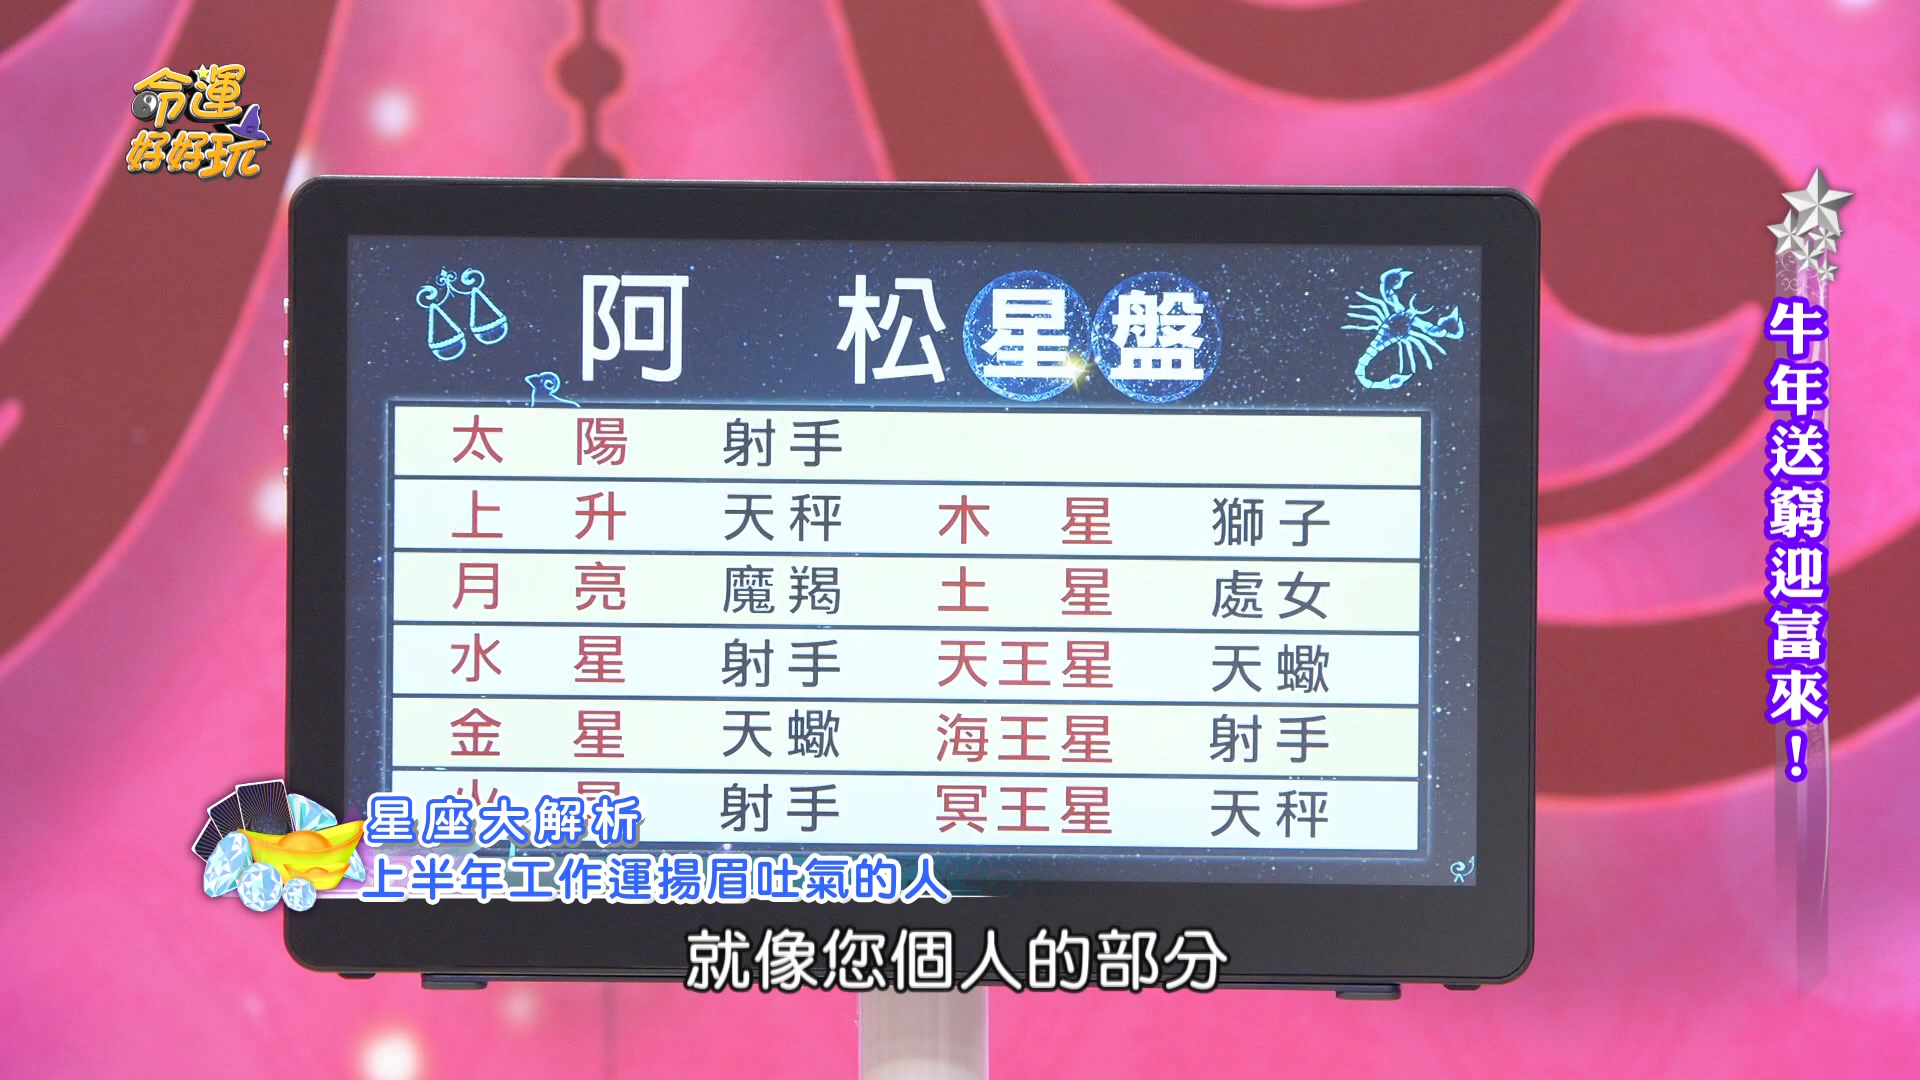 命運
好好玩
牛年送窮迎富來！
阿 松星盤
太陽 射手
上升 天秤 木星 獅子
月亮 魔羯 土星 處女
水星 射手 天王星 天蠍
金星 天蠍 海王星 射手
火星 射手 冥王星 天秤
星座大解析
上半年工作運揚眉吐氣的人
就像您個人的部分